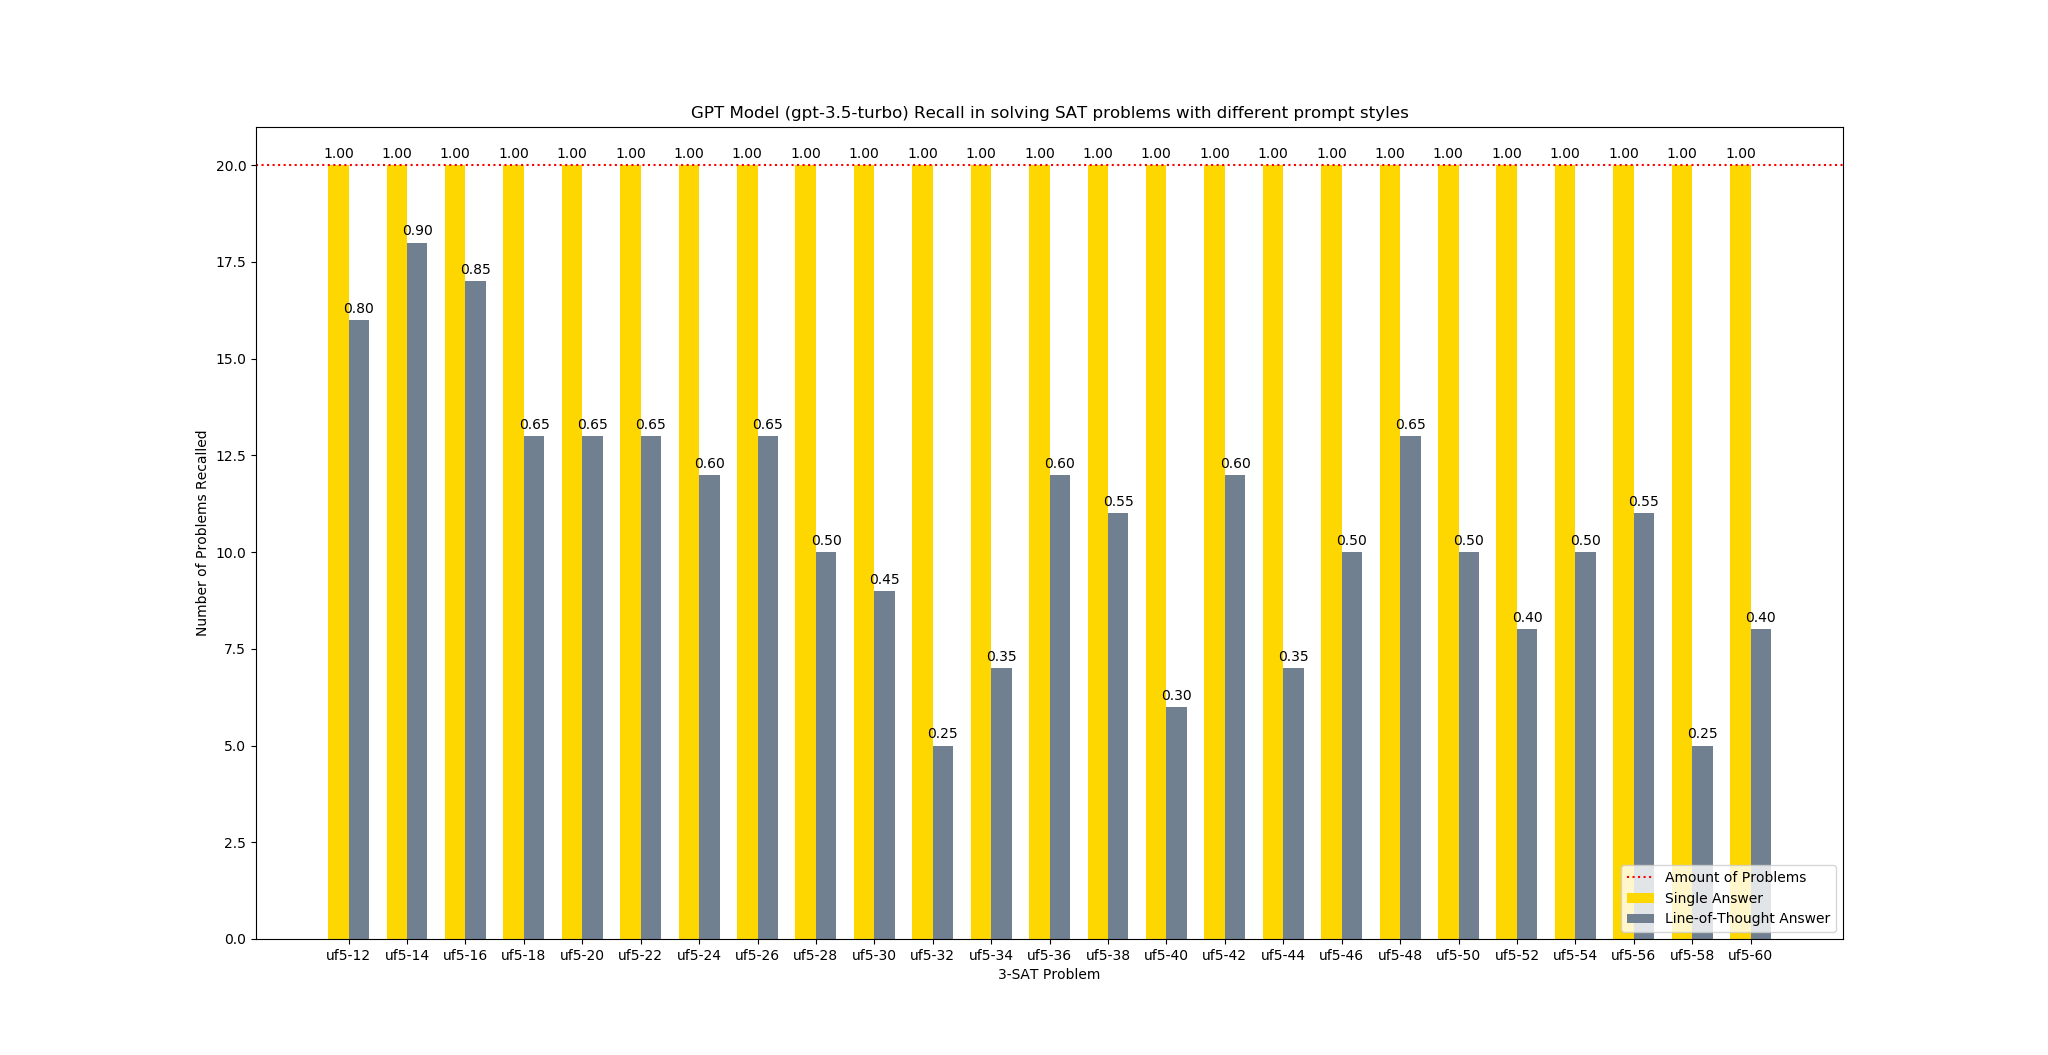 GPT Model (gpt-3.5-turbo) Recall in solving SAT problems with different prompt styles
1.00 1.00 1.00 1.00 1.00 1.00 1.00 1.00 1.00 1.00 1.00 1.00 1.00 1.00 1.00 1.00 1.00 1.00 1.00 1.00 1.00 1.00 1.00 1.00 1.00
20.0
0.90
0.85
17.5
0.80
15.0
0.65 0.65 0.65 0.65 0.65
12.5
0.60 0.60 0.60
0.55 0.55
10.0
0.50 0.50 0.50 0.50
0.45
0.40 0.40
7.5
0.35 0.35
0.30
5.0
0.25 0.25
2.5
0.0
Number of Problems Recalled
Amount of Problems
Single Answer
Line-of-Thought Answer
uf5-12 uf5-14 uf5-16 uf5-18 uf5-20 uf5-22 uf5-24 uf5-26 uf5-28 uf5-30 uf5-32 uf5-34 uf5-36 uf5-38 uf5-40 uf5-42 uf5-44 uf5-46 uf5-48 uf5-50 uf5-52 uf5-54 uf5-56 uf5-58 uf5-60
3-SAT Problem